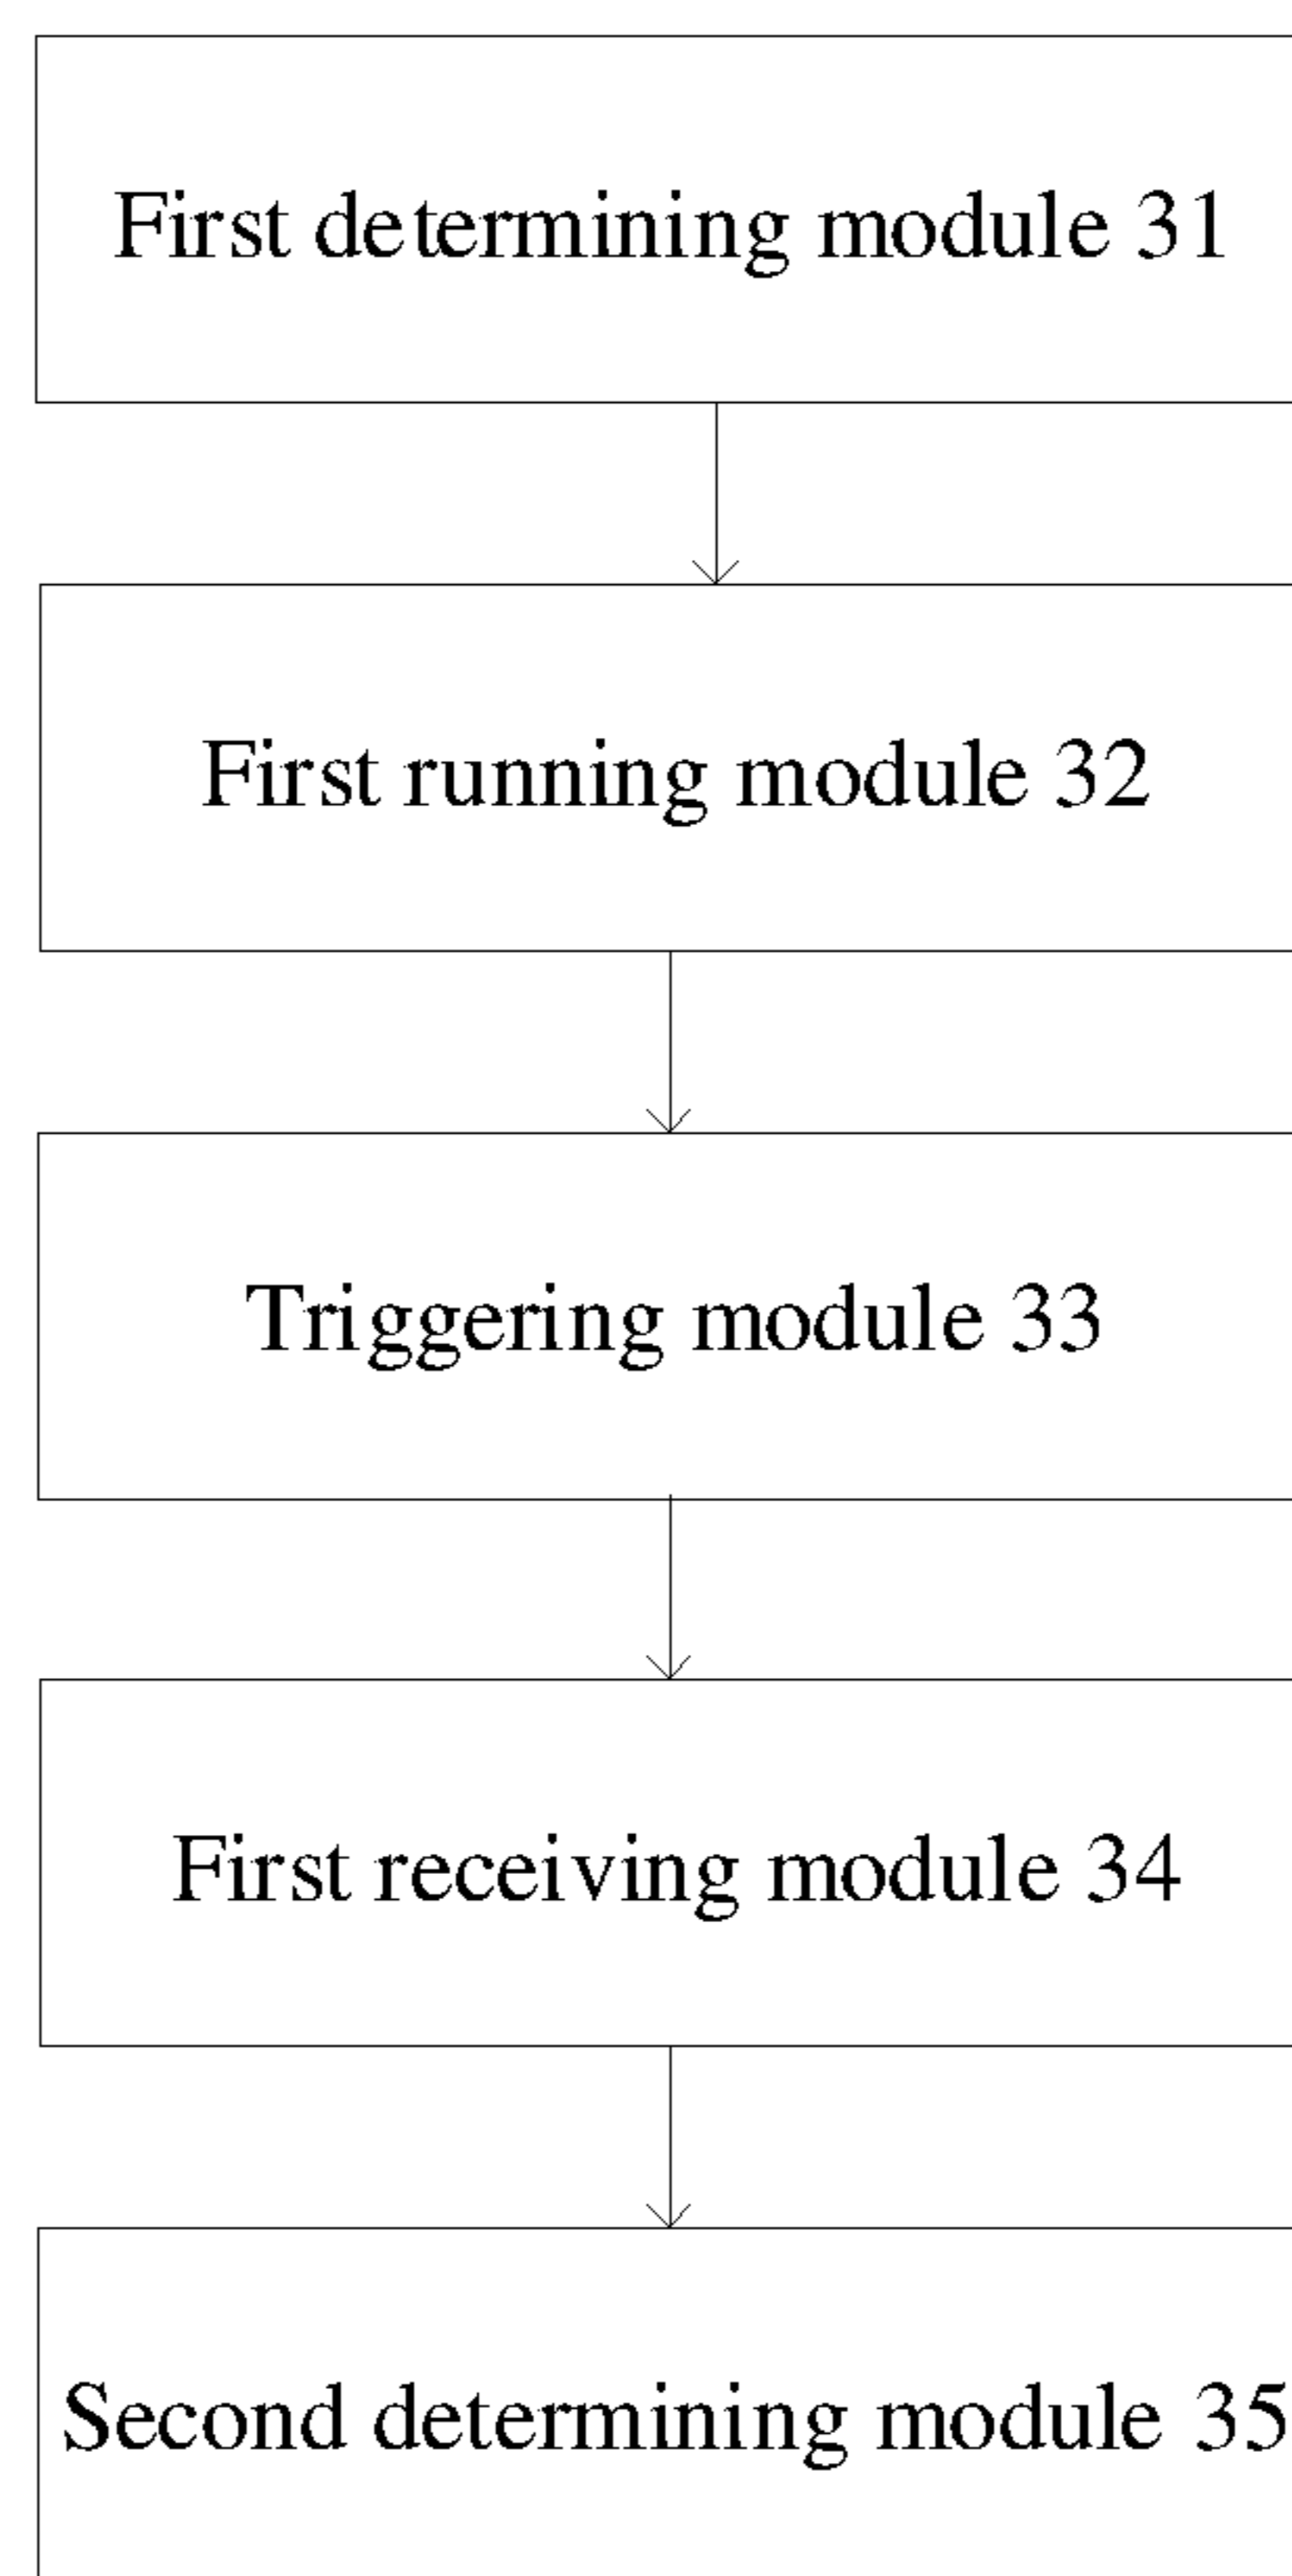 First determining module 31
First running module 32
Triggering module 33
First receiving module 34
Second determining module 35